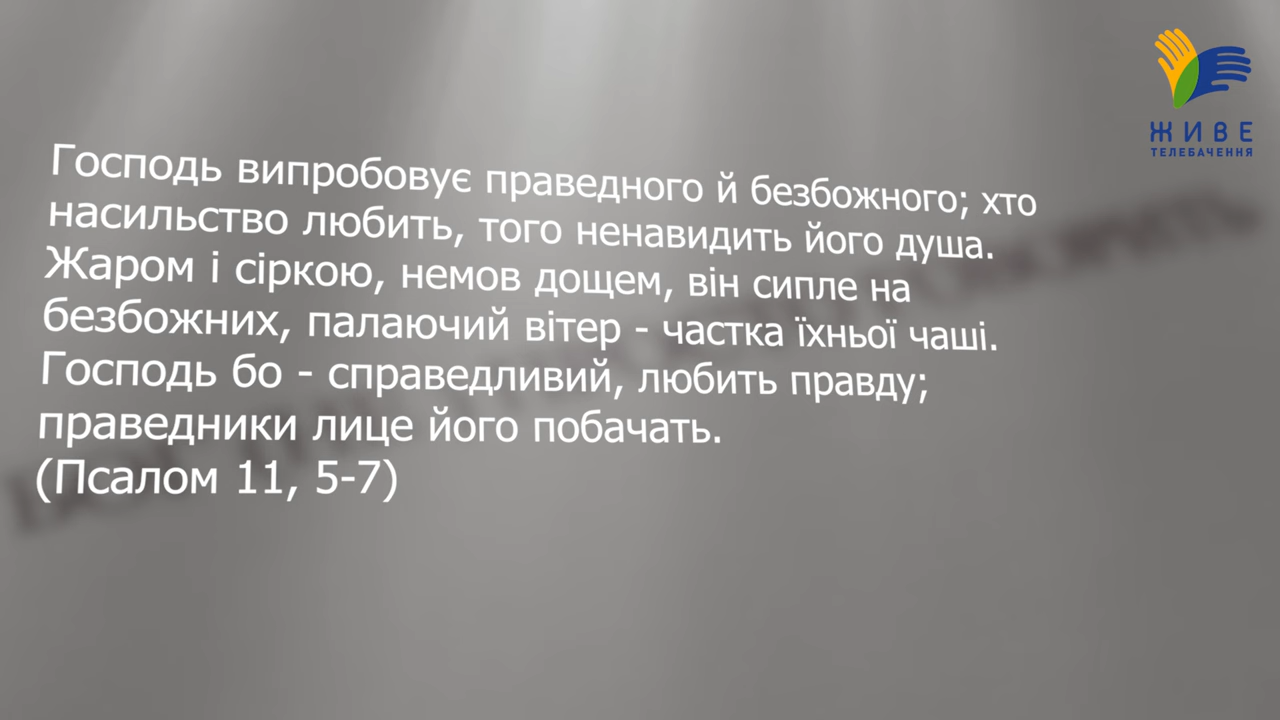 ЖИВЕ
ТЕЛЕБАЧЕННЯ
Господь випробовує праведного й безбожного; хто
насильство любить, того ненавидить його душа.
Жаром і сіркою, немов дощем, він сипле на
безбожних, палаючий вітер - частка їхньої чаші.
Господь бо - справедливий, любить правду;
праведники лице його побачать.
(Псалом 11, 5-7)